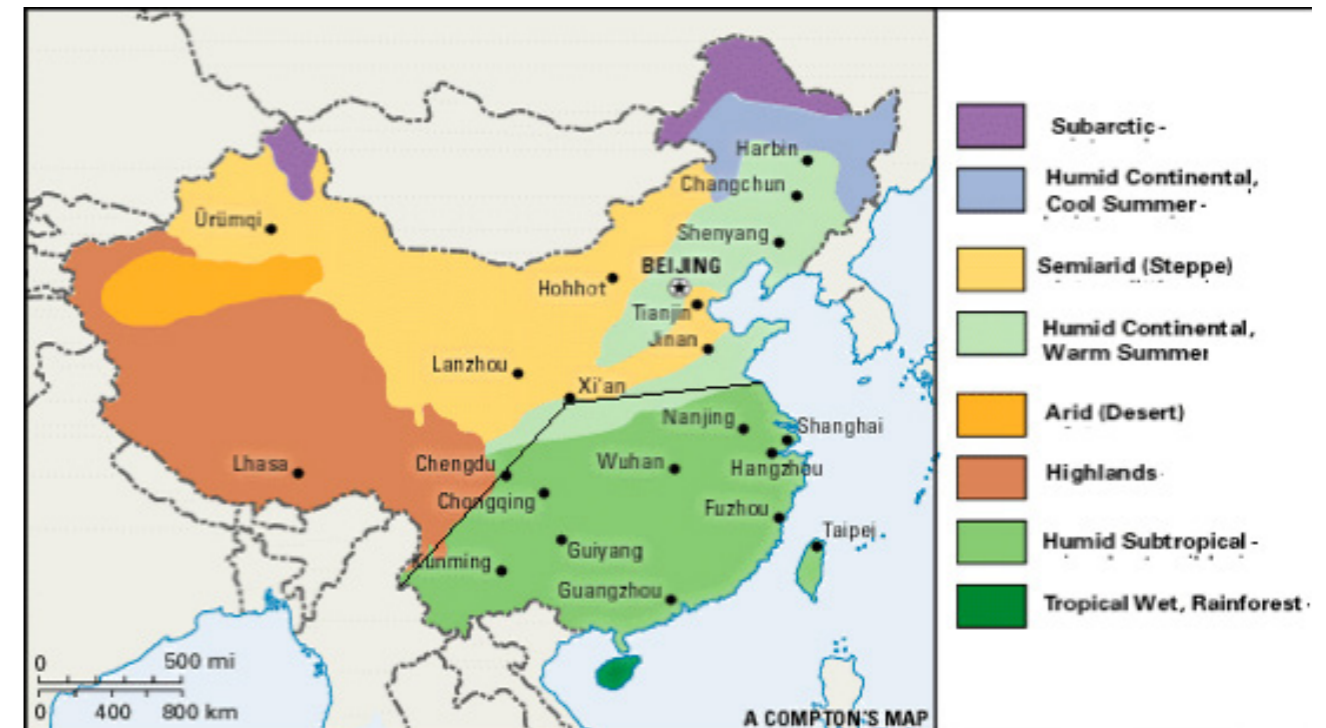 Harbin
Changchun
Ürümqi
Shenyang
BEIJING
Hohhot
Tianjin
Jinan
Lanzhou
Xi'an
Nanjing
Shanghai
Lhasa
Chengdu
Wuhan
Hangzhou
Chongqing
Fuzhou
Taipei
Guiyang
Kunming
Guangzhou
0 500 mi
0 400 800 km
A COMPTON'S MAP
Subarctic -
Humid Continental,
Cool Summer -
Semiarid (Steppe)
Humid Continental,
Warm Summer
Arid (Desert)
Highlands
Humid Subtropical -
Tropical Wet, Rainforest